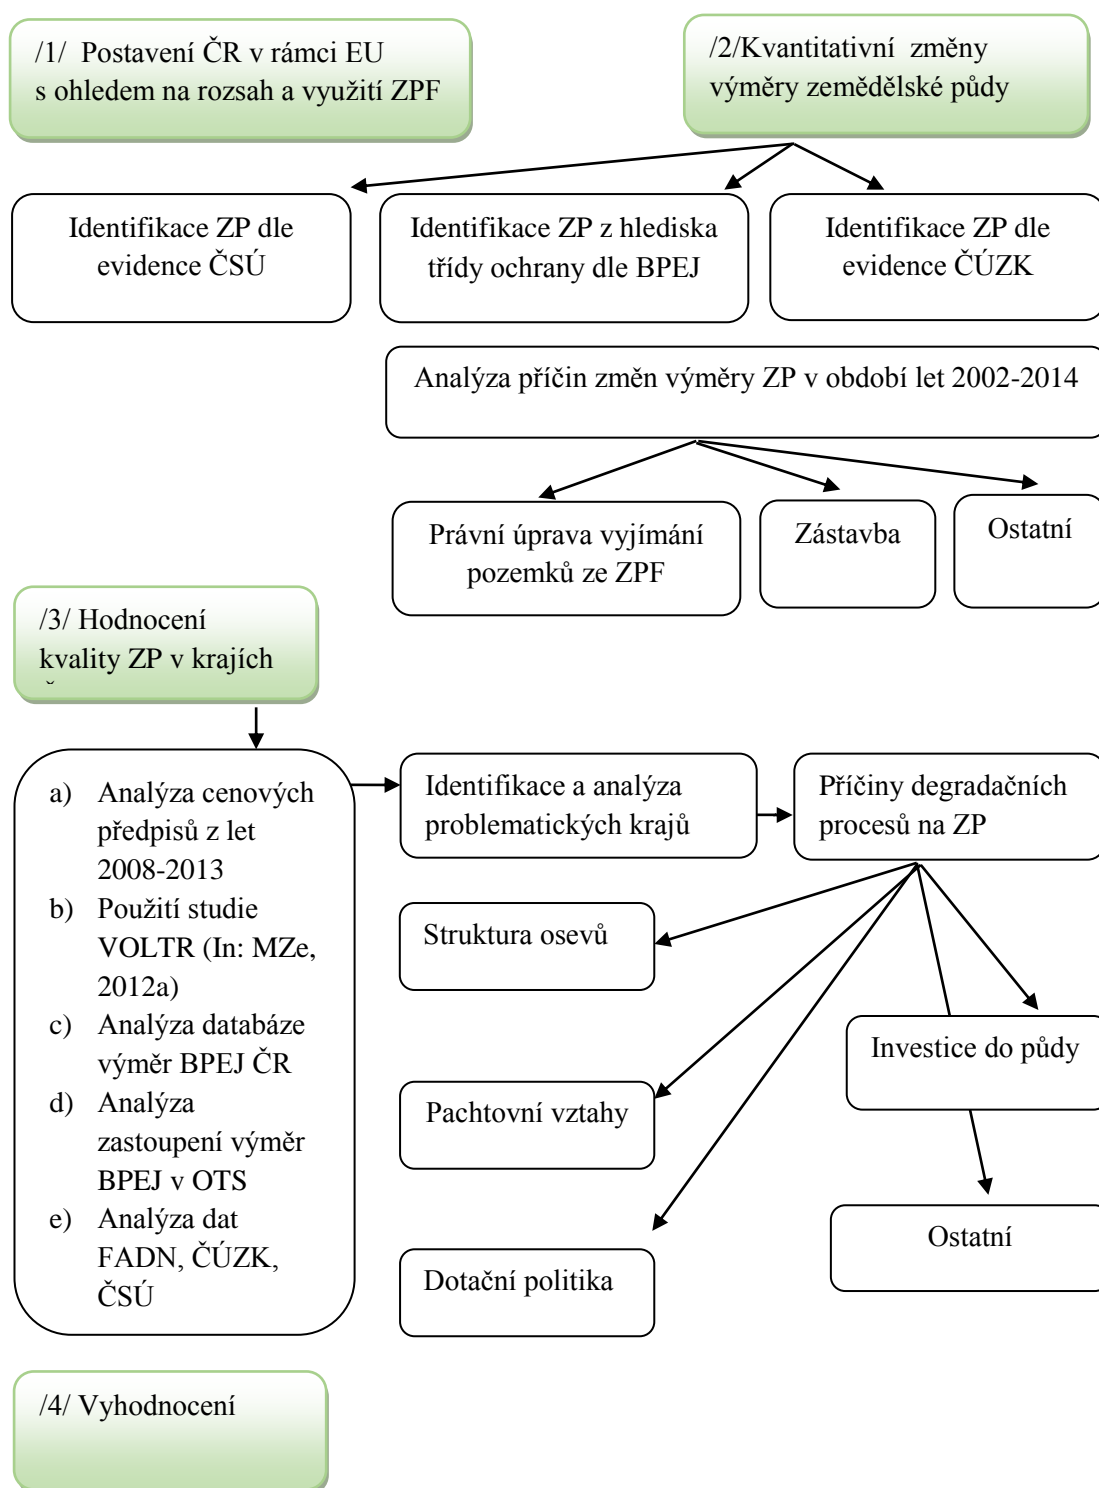 /1/ Postavení ČR v rámci EU
s ohledem na rozsah a využití ZPF
/2/Kvantitativní změny
výměry zemědělské půdy
Identifikace ZP dle
evidence ČSÚ
Identifikace ZP z hlediska
třídy ochrany dle BPEJ
Identifikace ZP dle
evidence ČÚZK
Analýza příčin změn výměry ZP v období let 2002-2014
Právní úprava vyjímání
pozemků ze ZPF
Zástavba
Ostatní
/3/ Hodnocení
kvality ZP v krajích
a) Analýza cenových
předpisů z let
2008-2013
b) Použití studie
VOLTR (In: MZe,
2012a)
c) Analýza databáze
výměr BPEJ ČR
d) Analýza
zastoupení výměr
BPEJ v OTS
e) Analýza dat
FADN, ČÚZK,
ČSÚ
Identifikace a analýza
problematických krajů
Příčiny degradačních
procesů na ZP
Struktura osevů
Investice do půdy
Pachtovní vztahy
Ostatní
Dotační politika
/4/ Vyhodnocení